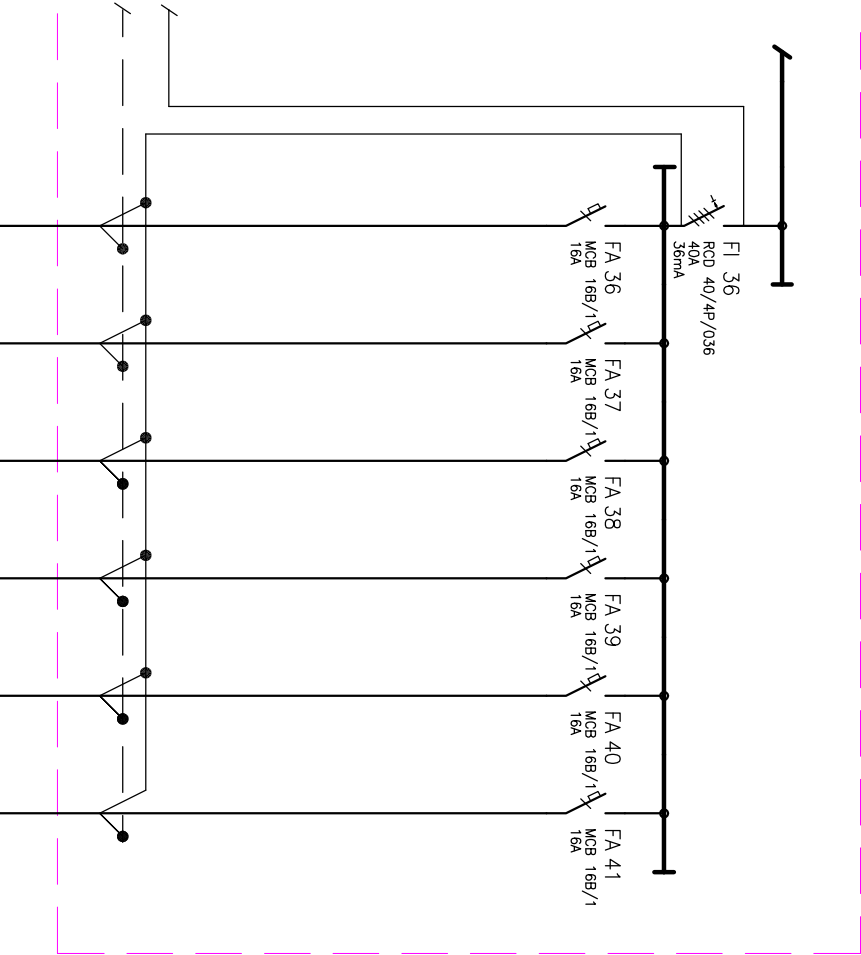 FI 36
RCD 40/4P/036
40A
36mA
FA 36
MCB 16B/1
16A
FA 37
MCB 16B/1
16A
FA 38
MCB 16B/1
16A
FA 39
MCB 16B/1
16A
FA 40
MCB 16B/1
16A
FA 41
MCB 16B/1
16A